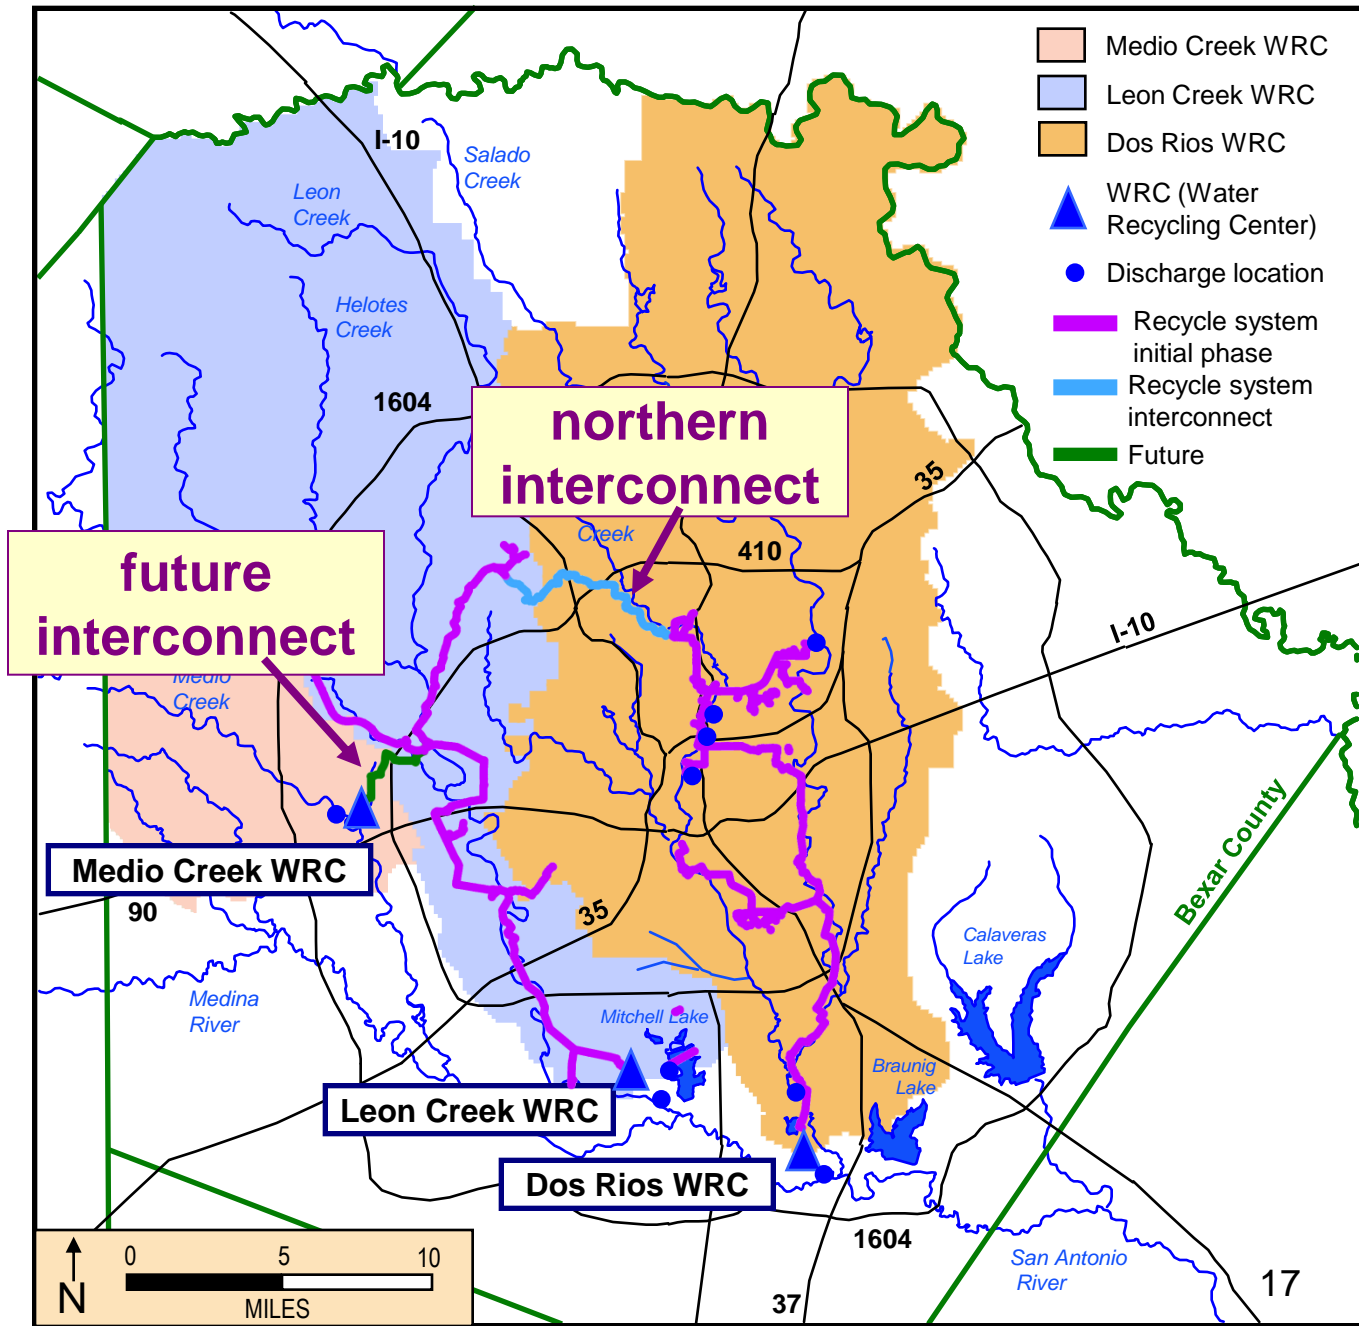 Medio Creek WRC
Leon Creek WRC
Dos Rios WRC
WRC (Water
Recycling Center)
Discharge location
Recycle system
initial phase
Recycle system
interconnect
Future
I-10
Salado
Creek
Leon
Creek
Helotes
Creek
1604
northern
interconnect
35
Creek
410
future
interconnect
I-10
Medio
Creek
Bexar County
Medio Creek WRC
90
35
Calaveras
Lake
Medina
River
Mitchell Lake
Braunig
Lake
Leon Creek WRC
Dos Rios WRC
1604
San Antonio
River
17
37
N
0 5 10
MILES